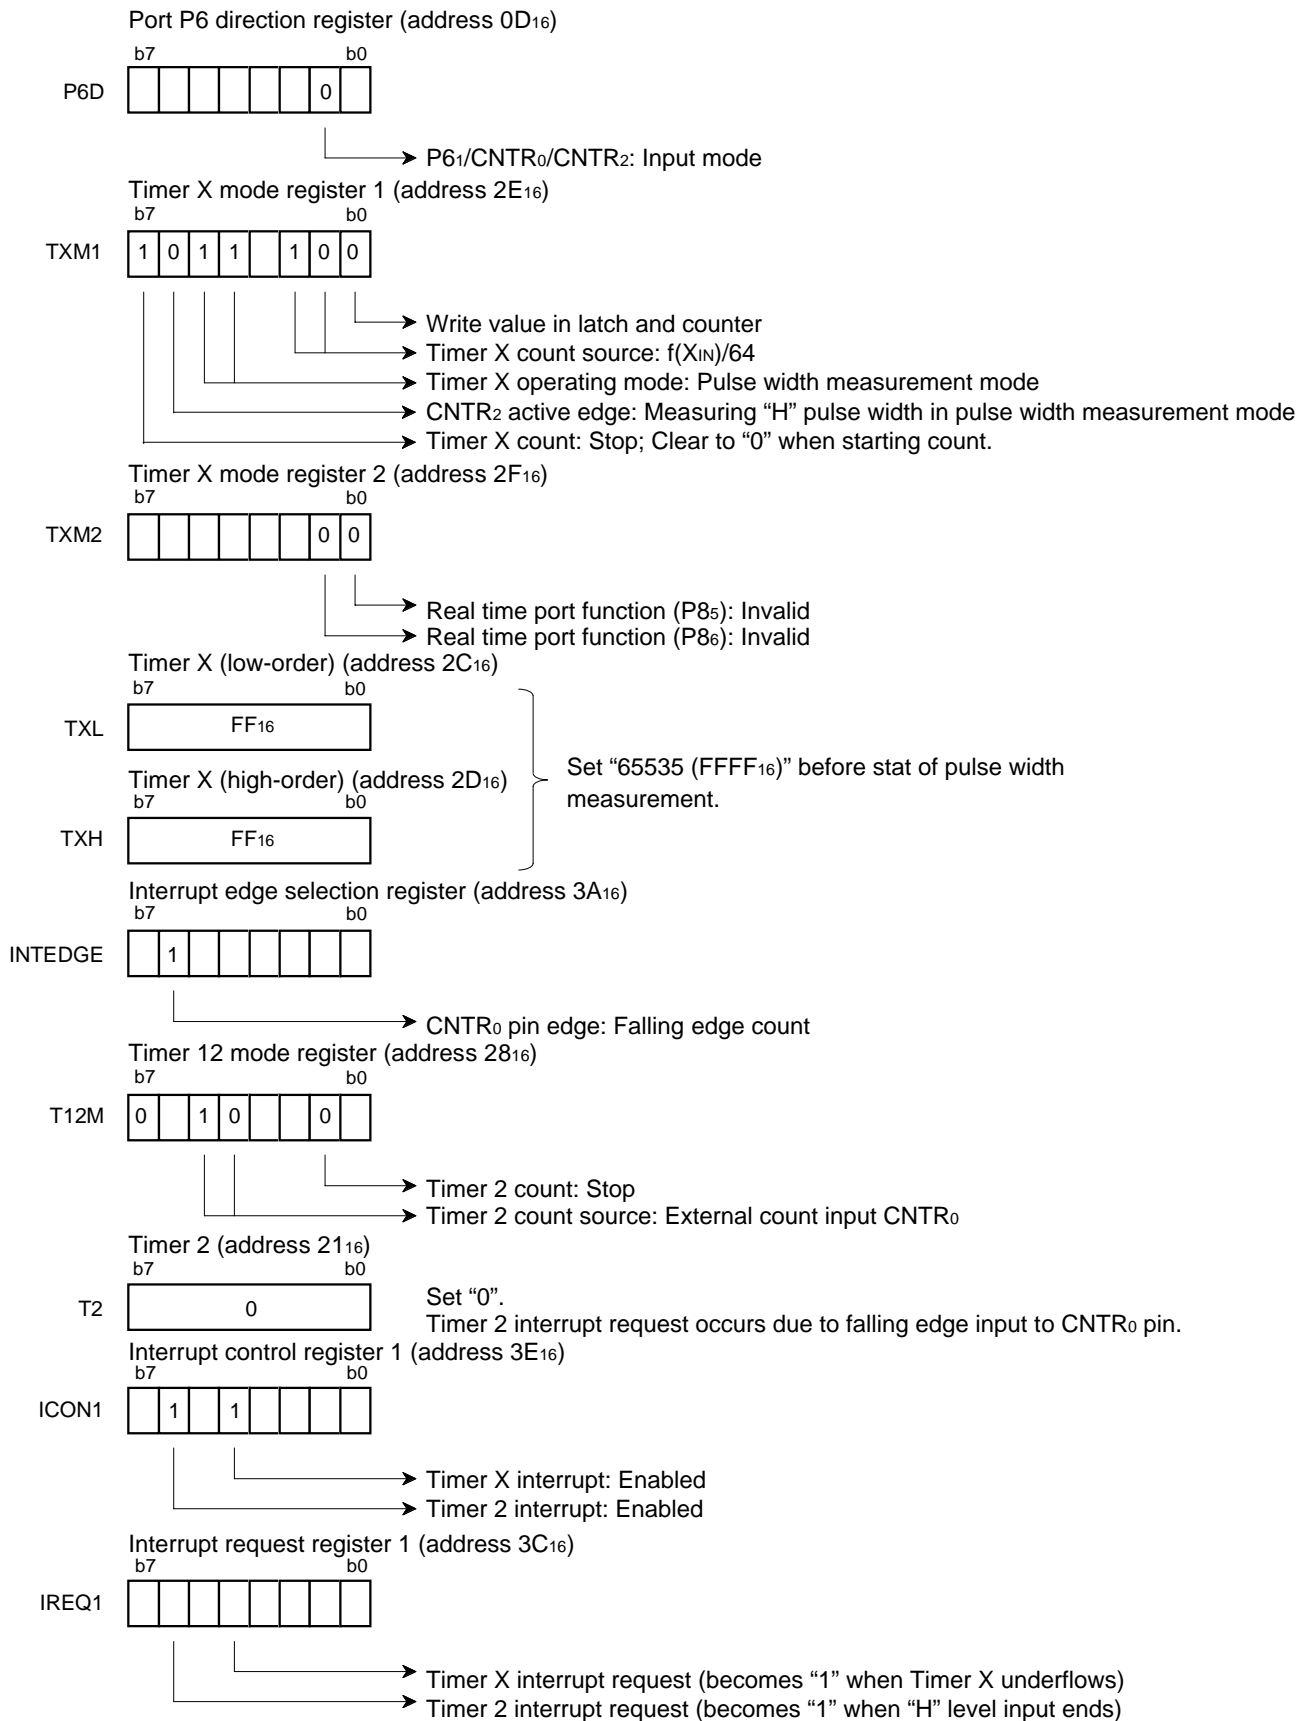 Port P6 direction register (address 0D16)
b7 b0
P6D 0
P61/CNTR0/CNTR2: Input mode
Timer X mode register 1 (address 2E16)
b7 b0
TXM1 1 0 1 1 1 0 0
Write value in latch and counter
Timer X count source: f(XIN)/64
Timer X operating mode: Pulse width measurement mode
CNTR2 active edge: Measuring “H” pulse width in pulse width measurement mode
Timer X count: Stop; Clear to “0” when starting count.
Timer X mode register 2 (address 2F16)
b7 b0
TXM2 0 0
Real time port function (P85): Invalid
Real time port function (P86): Invalid
Timer X (low-order) (address 2C16)
b7 b0
TXL FF16
Timer X (high-order) (address 2D16)
b7 b0
TXH FF16
Set “65535 (FFFF16)” before stat of pulse width
measurement.
Interrupt edge selection register (address 3A16)
b7 b0
INTEDGE 1
CNTR0 pin edge: Falling edge count
Timer 12 mode register (address 2816)
b7 b0
T12M 0 1 0 0
Timer 2 count: Stop
Timer 2 count source: External count input CNTR0
Timer 2 (address 2116)
b7 b0
T2 0
Set “0”.
Timer 2 interrupt request occurs due to falling edge input to CNTR0 pin.
Interrupt control register 1 (address 3E16)
b7 b0
ICON1 1 1
Timer X interrupt: Enabled
Timer 2 interrupt: Enabled
Interrupt request register 1 (address 3C16)
b7 b0
IREQ1
Timer X interrupt request (becomes “1” when Timer X underflows)
Timer 2 interrupt request (becomes “1” when “H” level input ends)